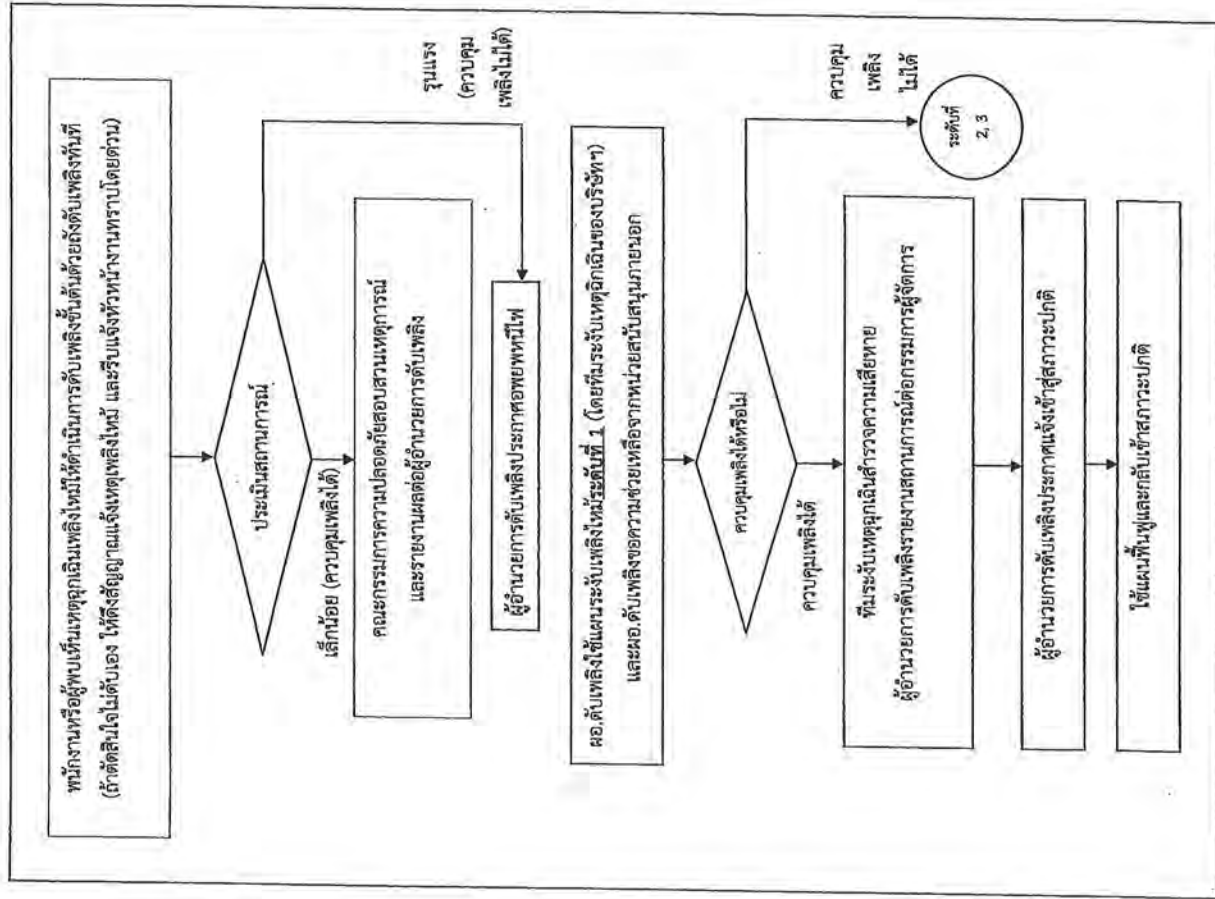 พนักงานหรือผู้พบเห็นเหตุฉุกเฉินเพลิงไหม้ให้ดำเนินการดับเพลิงขั้นต้นด้วยถังดับเพลิงทันที
(ถ้าตัดสินใจไม่ดับเอง ให้ดึงสัญญาณแจ้งเหตุเพลิงไหม้ และรีบแจ้งหัวหน้างานทราบโดยด่วน)
ประเมินสถานการณ์
รุนแรง
(ควบคุม
เพลิงไม่ได้)
เล็กน้อย (ควบคุมเพลิงได้)
คณะกรรมการความปลอดภัยสอบสวนเหตุการณ์
และรายงานผลต่อผู้อำนวยการดับเพลิง
ผู้อำนวยการดับเพลิงประกาศอพยพหนีไฟ
ผอ.ดับเพลิงใช้แผนระงับเพลิงไหม้ระดับที่ 1 (โดยทีมระงับเหตุฉุกเฉินของบริษัทฯ)
และผอ.ดับเพลิงขอความช่วยเหลือจากหน่วยสนับสนุนภายนอก
ควบคุมเพลิงได้หรือไม่
ควบคุม
เพลิง
ไม่ได้
ระดับที่
2, 3
ควบคุมเพลิงได้
ทีมระงับเหตุฉุกเฉินสำรวจความเสียหาย
ผู้อำนวยการดับเพลิงรายงานสถานการณ์ต่อกรรมการผู้จัดการ
ผู้อำนวยการดับเพลิงประกาศแจ้งเข้าสู่สภาวะปกติ
ใช้แผนฟื้นฟูและกลับเข้าสภาวะปกติ